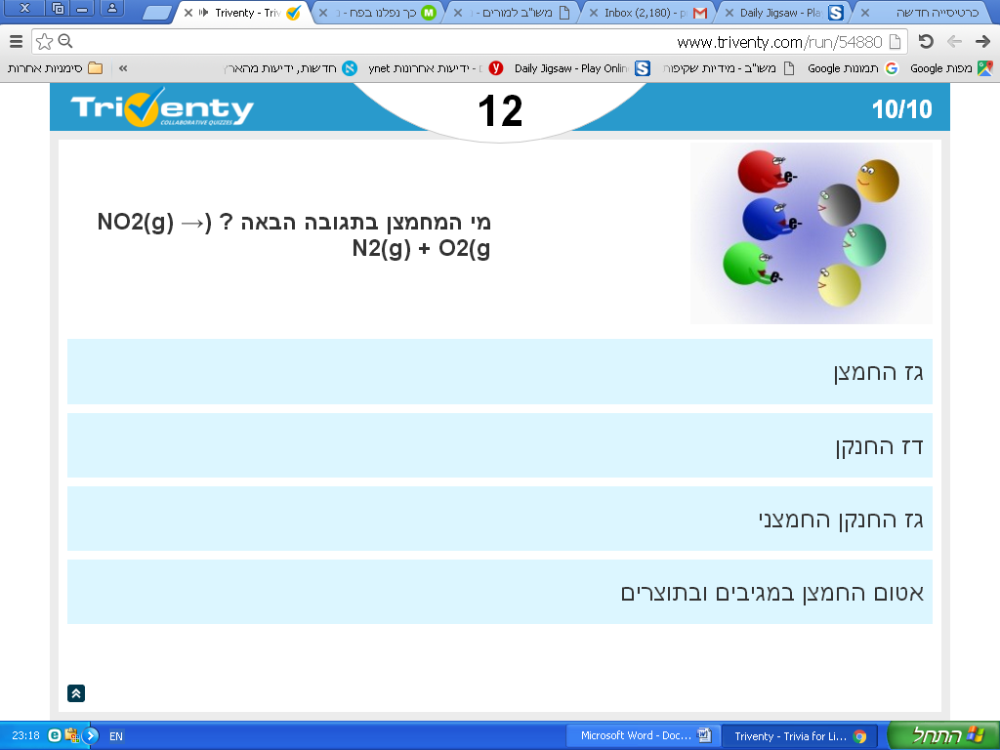 Triventy - Triv
כך נפלנו בפח -
משו"ב למורים -
Inbox (2,180) - p
Daily Jigsaw - Pla
כרטיסייה חדשה
www.triventy.com/run/54880
סימניות אחרות
»
חדשות, ידיעות מהארץ
ynet ידיעות אחרונות -
Daily Jigsaw - Play Onlin
משו"ב - מידיות שקיפות
תמונות Google
מפות Google
Triventy
COLLABORATIVE QUIZZES
12
10/10
מי המחמצן בתגובה הבאה ? (→ NO2(g)
N2(g) + O2(g
e-
e-
e-
גז החמצן
דז החנקן
גז החנקן החמצני
אטום החמצן במגיבים ובתוצרים
23:18
EN
Microsoft Word - Doc...
Triventy - Trivia for Li...
התחל